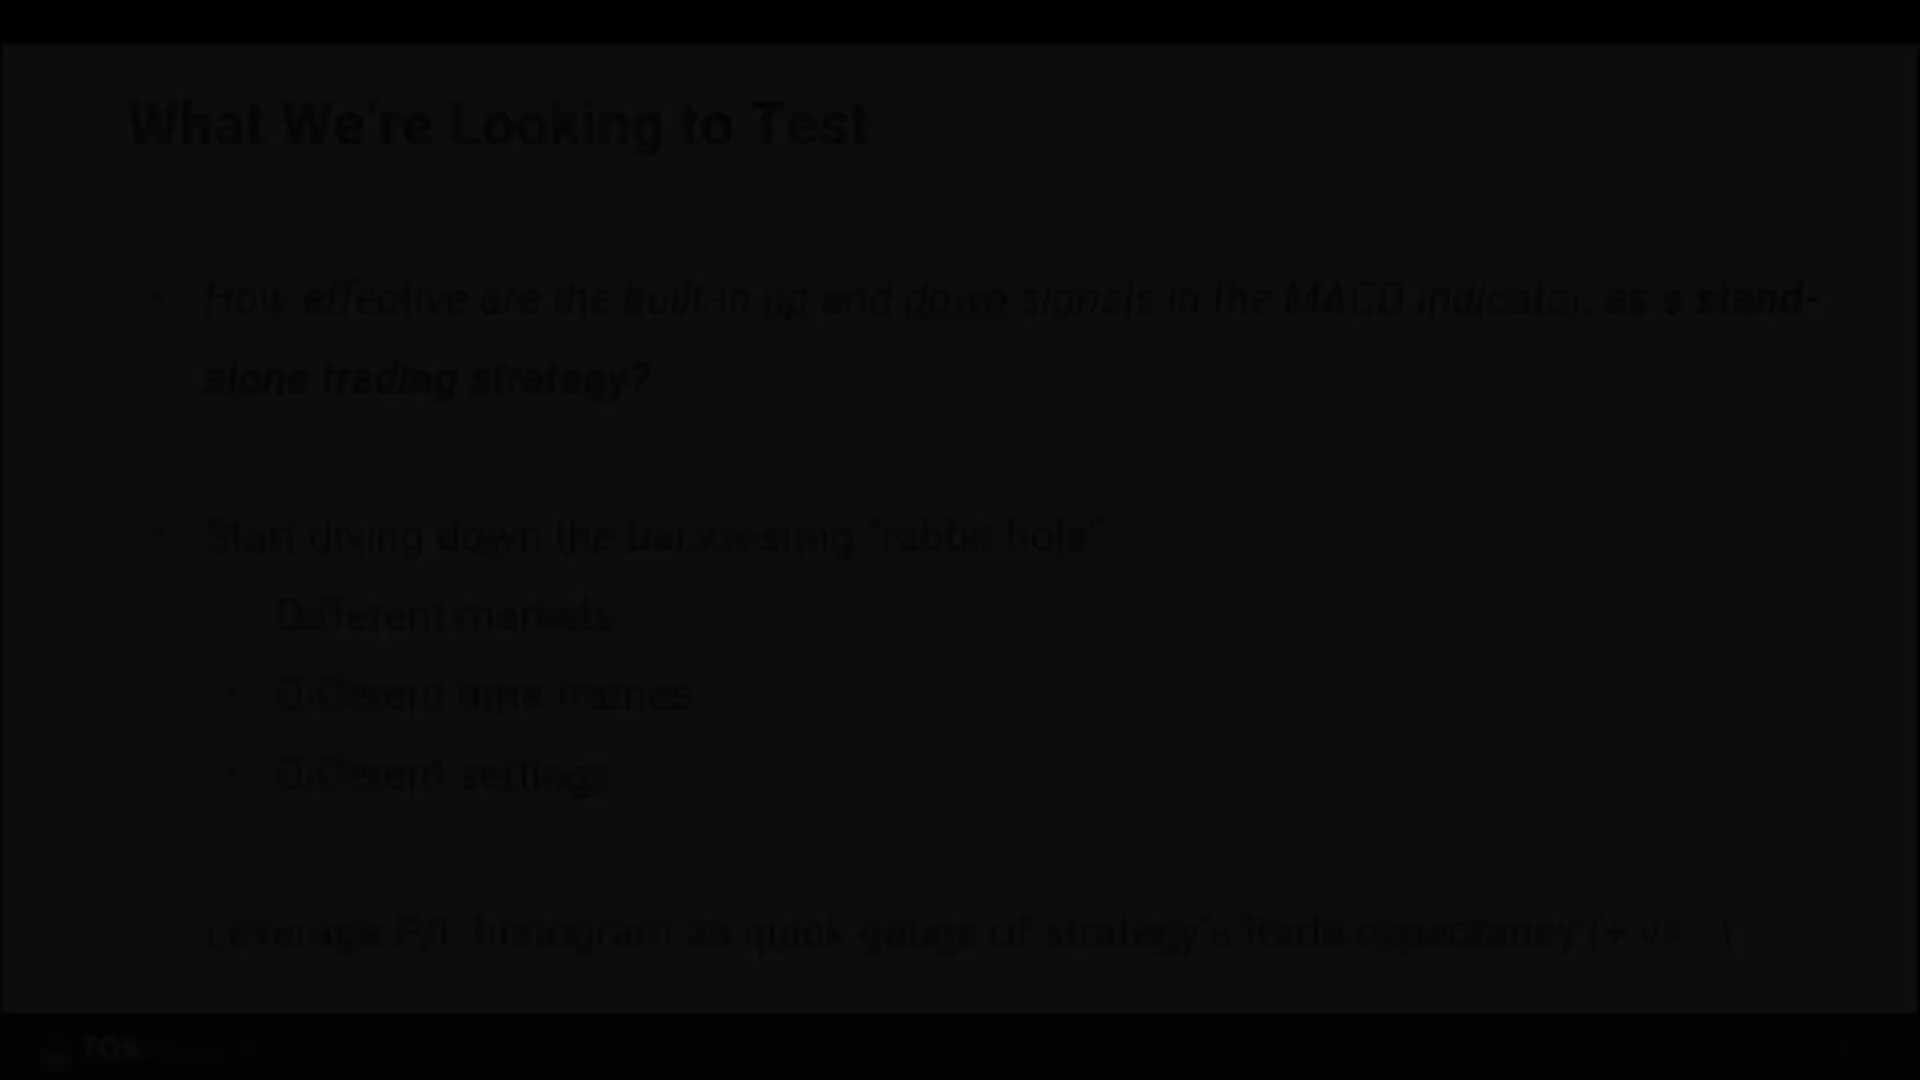 What We're Looking to Test
• How effective are the built-in up and down signals in the MACD indicator, as a stand-
alone trading strategy?
• Start diving down the backtesting "rabbit hole"
• Different markets
• Different time frames
• Different settings
Leverage P/L histogram as quick gauge of strategy's trade expectancy (+ vs. )